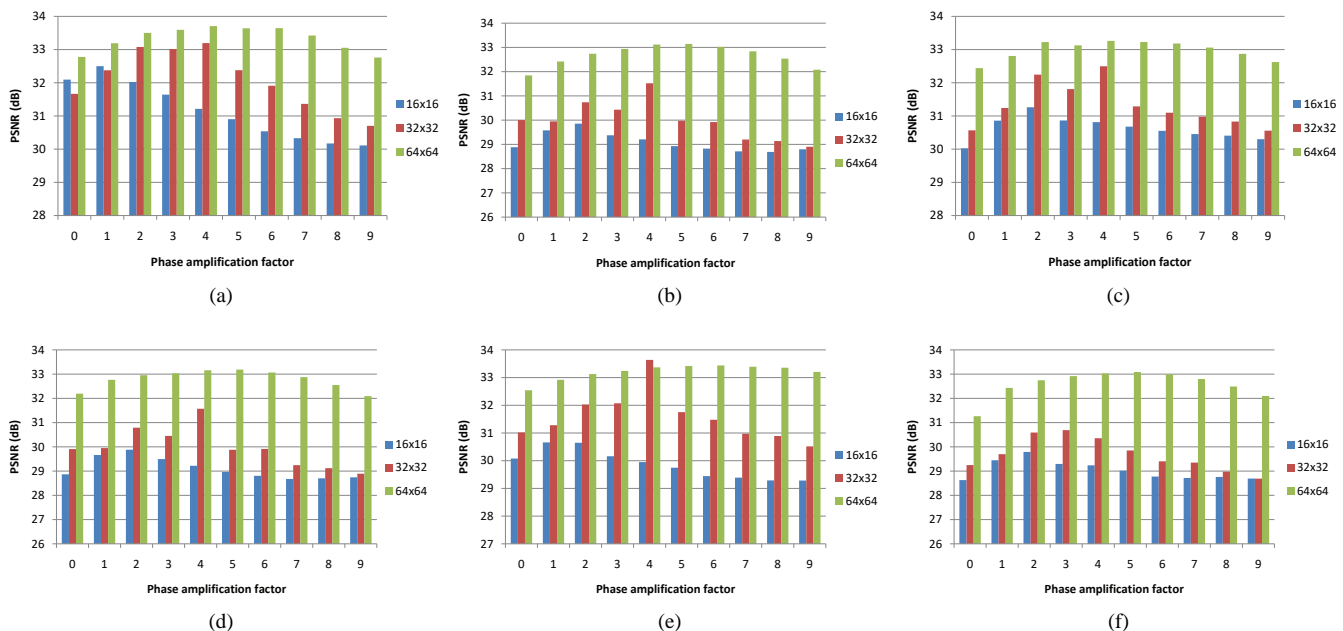 34
33
32
31
30
29
28
PSNR (dB)
0 1 2 3 4 5 6 7 8 9
Phase amplification factor
16x16
32x32
64x64
(a)
34
33
32
31
30
29
28
27
26
PSNR (dB)
0 1 2 3 4 5 6 7 8 9
Phase amplification factor
16x16
32x32
64x64
(b)
34
33
32
31
30
29
28
PSNR (dB)
0 1 2 3 4 5 6 7 8 9
Phase amplification factor
16x16
32x32
64x64
(c)
34
33
32
31
30
29
28
27
26
PSNR (dB)
0 1 2 3 4 5 6 7 8 9
Phase amplification factor
16x16
32x32
64x64
(d)
34
33
32
31
30
29
28
27
PSNR (dB)
0 1 2 3 4 5 6 7 8 9
Phase amplification factor
16x16
32x32
64x64
(e)
34
33
32
31
30
29
28
27
26
PSNR (dB)
0 1 2 3 4 5 6 7 8 9
Phase amplification factor
16x16
32x32
64x64
(f)